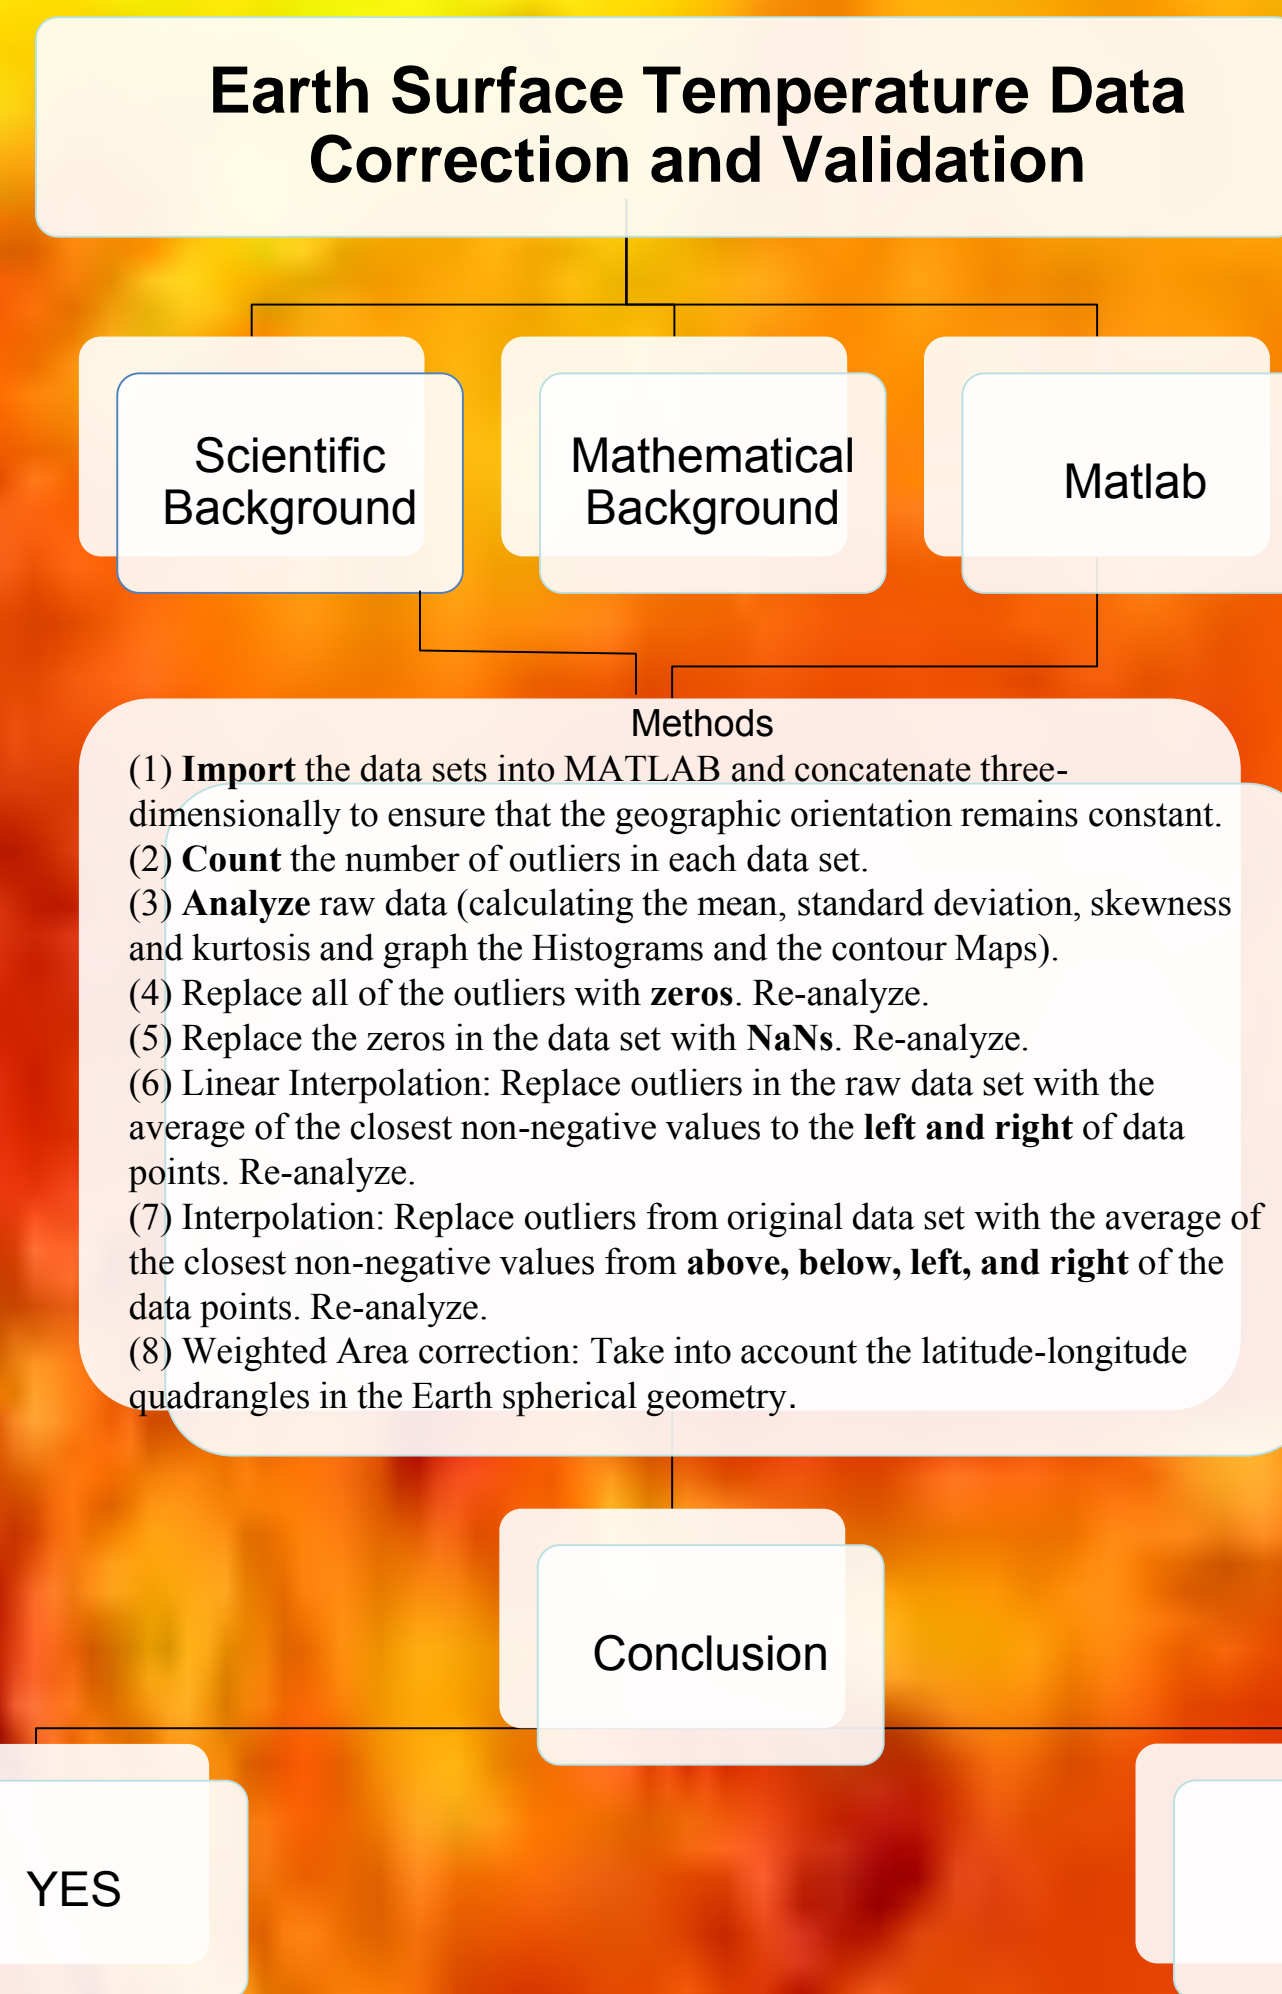 Earth Surface Temperature Data
Correction and Validation
Scientific
Background
Mathematical
Background
Matlab
Methods
(1) Import the data sets into MATLAB and concatenate three-
dimensionally to ensure that the geographic orientation remains constant.
(2) Count the number of outliers in each data set.
(3) Analyze raw data (calculating the mean, standard deviation, skewness
and kurtosis and graph the Histograms and the contour Maps).
(4) Replace all of the outliers with zeros. Re-analyze.
(5) Replace the zeros in the data set with NaNs. Re-analyze.
(6) Linear Interpolation: Replace outliers in the raw data set with the
average of the closest non-negative values to the left and right of data
points. Re-analyze.
(7) Interpolation: Replace outliers from original data set with the average of
the closest non-negative values from above, below, left, and right of the
data points. Re-analyze.
(8) Weighted Area correction: Take into account the latitude-longitude
quadrangles in the Earth spherical geometry.
Conclusion
YES